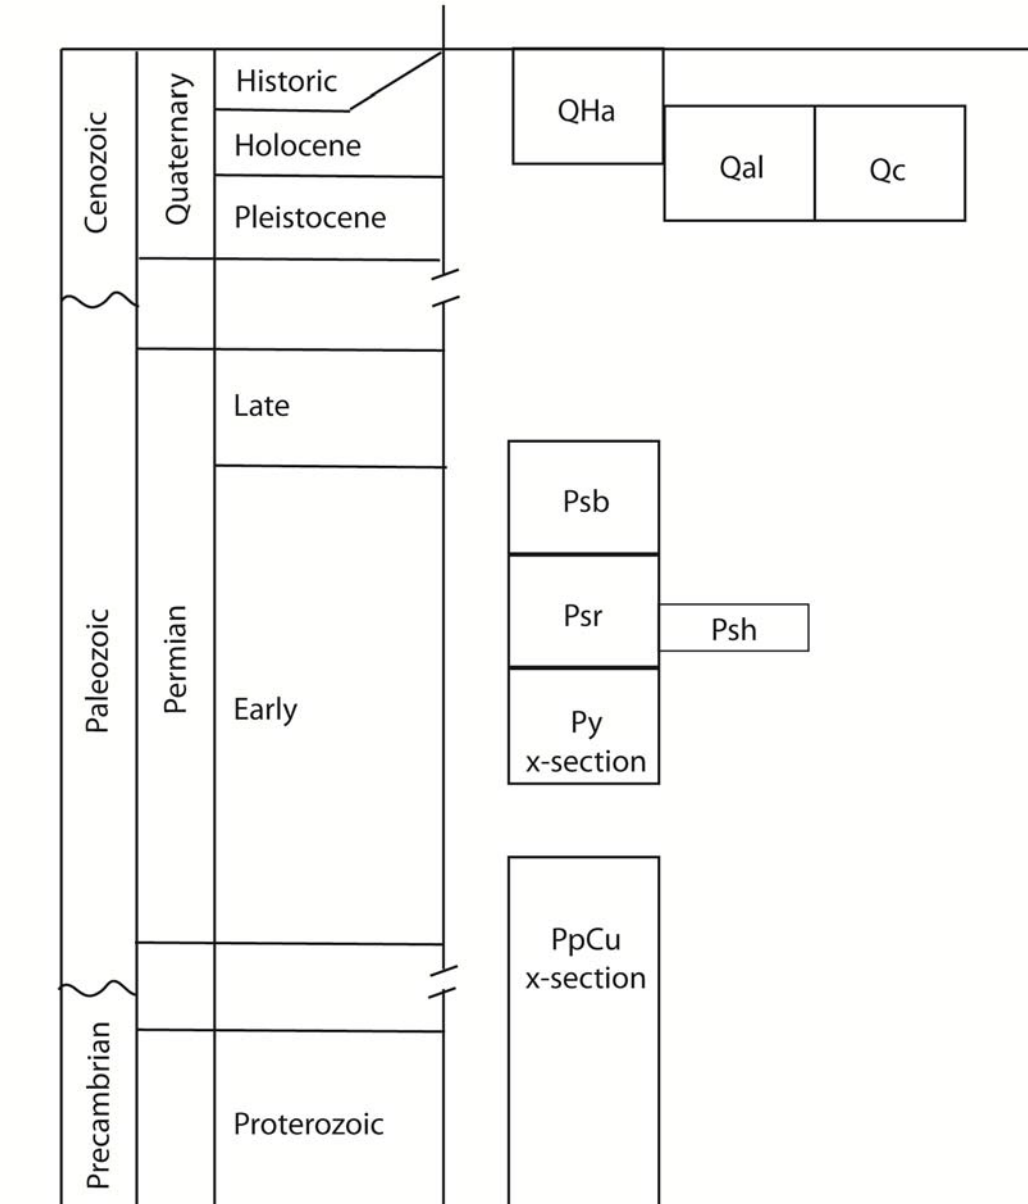 Cenozoic
Quaternary
Historic
Holocene
Pleistocene
QHa
Qal
Qc
Paleozoic
Permian
Late
Early
Psb
Psr
Psh
Py
x-section
PpCu
x-section
Precambrian
Proterozoic